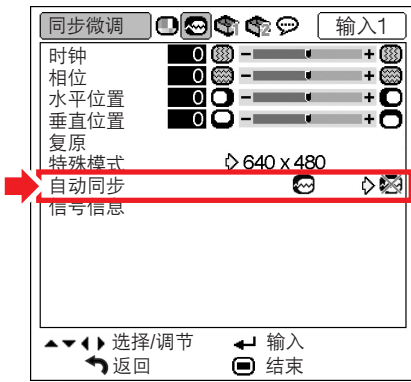 同步微调 输入1
时钟 0 - +
相位 0 - +
水平位置 0 - +
垂直位置 0 - +
复原
特殊模式 640 x 480
自动同步
信号信息
选择/调节 输入
返回 结束